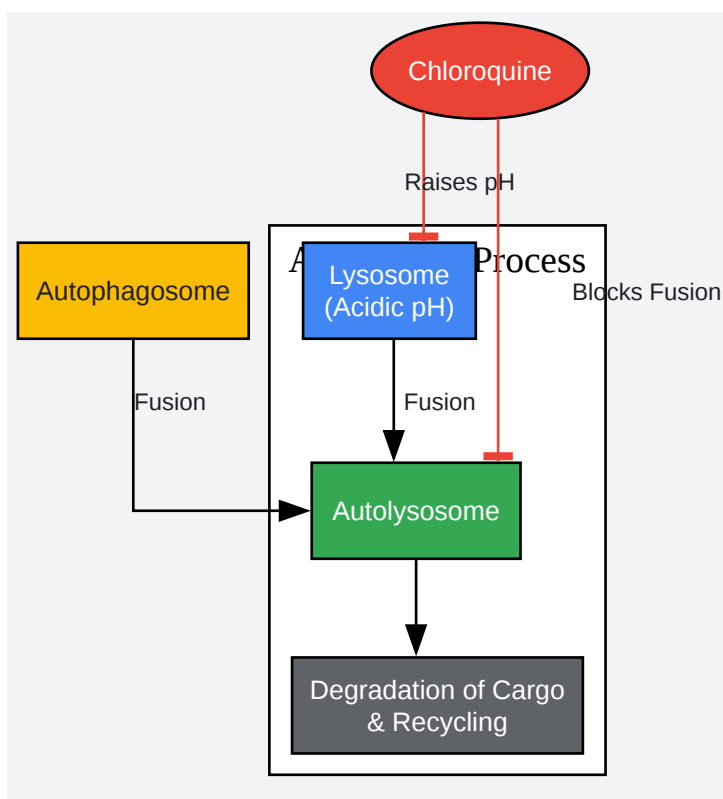 Chloroquine
Raises pH
Process
Lysosome
(Acidic pH)
Autophagosome
Blocks Fusion
Fusion
Fusion
Autolysosome
Degradation of Cargo
& Recycling